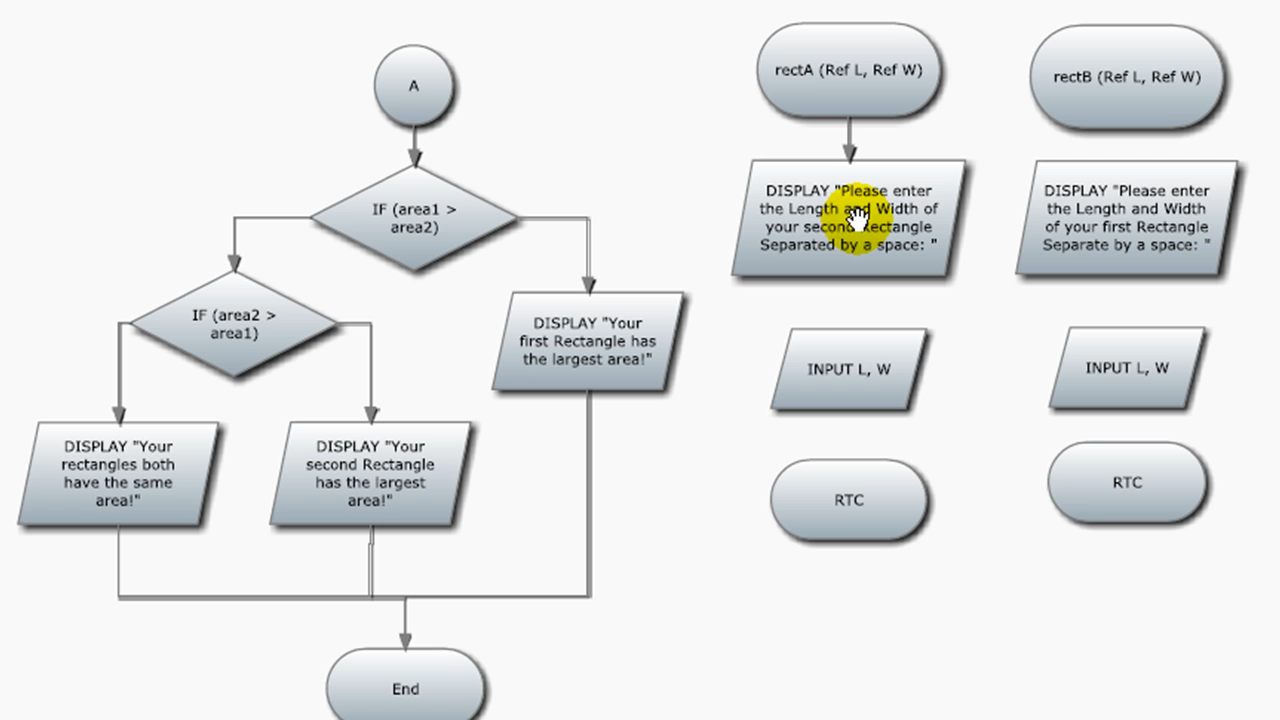 A
IF (area1 >
area2)
IF (area2 >
area1)
DISPLAY "Your
first Rectangle has
the largest area!"
DISPLAY "Your
rectangles both
have the same
area!"
DISPLAY "Your
second Rectangle
has the largest
area!"
End
rectA (Ref L, Ref W)
DISPLAY "Please enter
the Length and Width of
your second Rectangle
Separated by a space: "
INPUT L, W
RTC
rectB (Ref L, Ref W)
DISPLAY "Please enter
the Length and Width
of your first Rectangle
Separate by a space: "
INPUT L, W
RTC